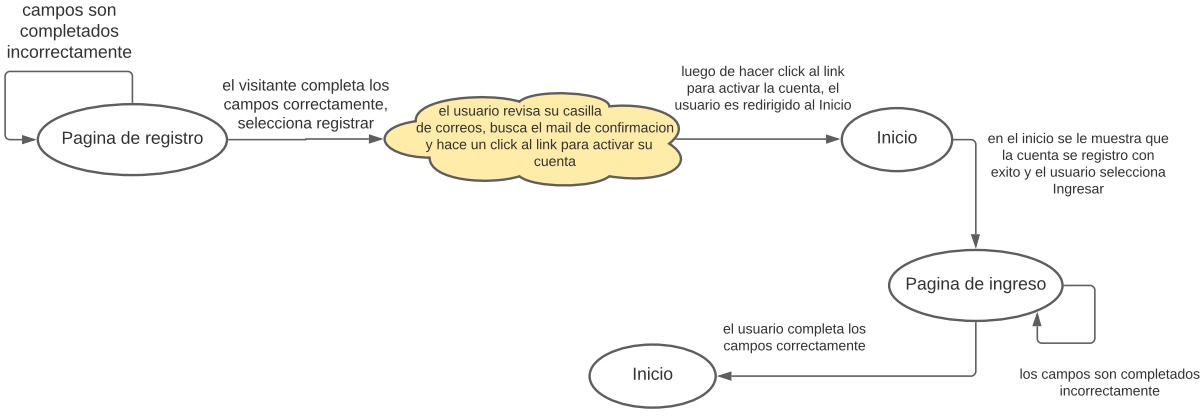 campos son
completados
incorrectamente
Pagina de registro
el visitante completa los
campos correctamente,
selecciona registrar
el usuario revisa su casilla
de correos, busca el mail de confirmacion
y hace un click al link para activar su
cuenta
luego de hacer click al link
para activar la cuenta, el
usuario es redirigido al Inicio
Inicio
en el inicio se le muestra que
la cuenta se registro con
exito y el usuario selecciona
Ingresar
Pagina de ingreso
los campos son completados
incorrectamente
el usuario completa los
campos correctamente
Inicio